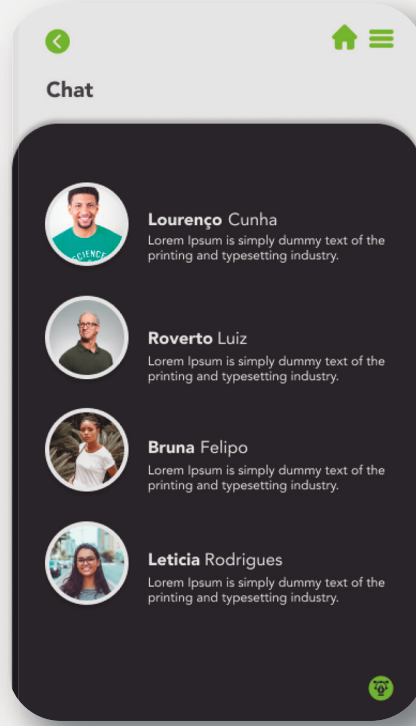 Chat
SCIENCE
Lourenço Cunha
Lorem Ipsum is simply dummy text of the
printing and typesetting industry.
Roverto Luiz
Lorem Ipsum is simply dummy text of the
printing and typesetting industry.
Bruna Felipo
Lorem Ipsum is simply dummy text of the
printing and typesetting industry.
Leticia Rodrigues
Lorem Ipsum is simply dummy text of the
printing and typesetting industry.